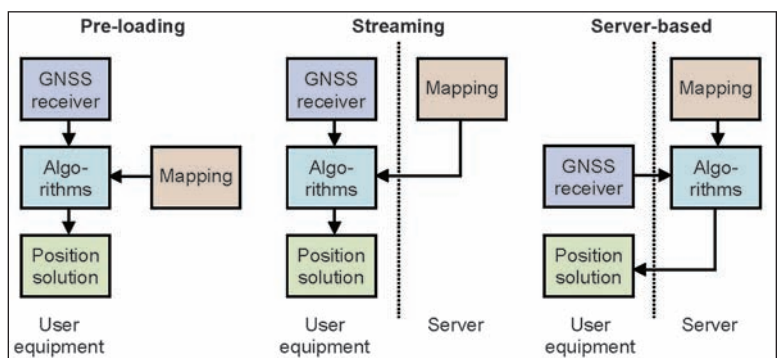 Pre-loading
GNSS
receiver
Algo-
rithms
Mapping
Position
solution
User
equipment
Streaming
GNSS
receiver
Mapping
Algo-
rithms
Position
solution
User
equipment
Server
Server-based
Mapping
GNSS
receiver
Algo-
rithms
Position
solution
User
equipment
Server